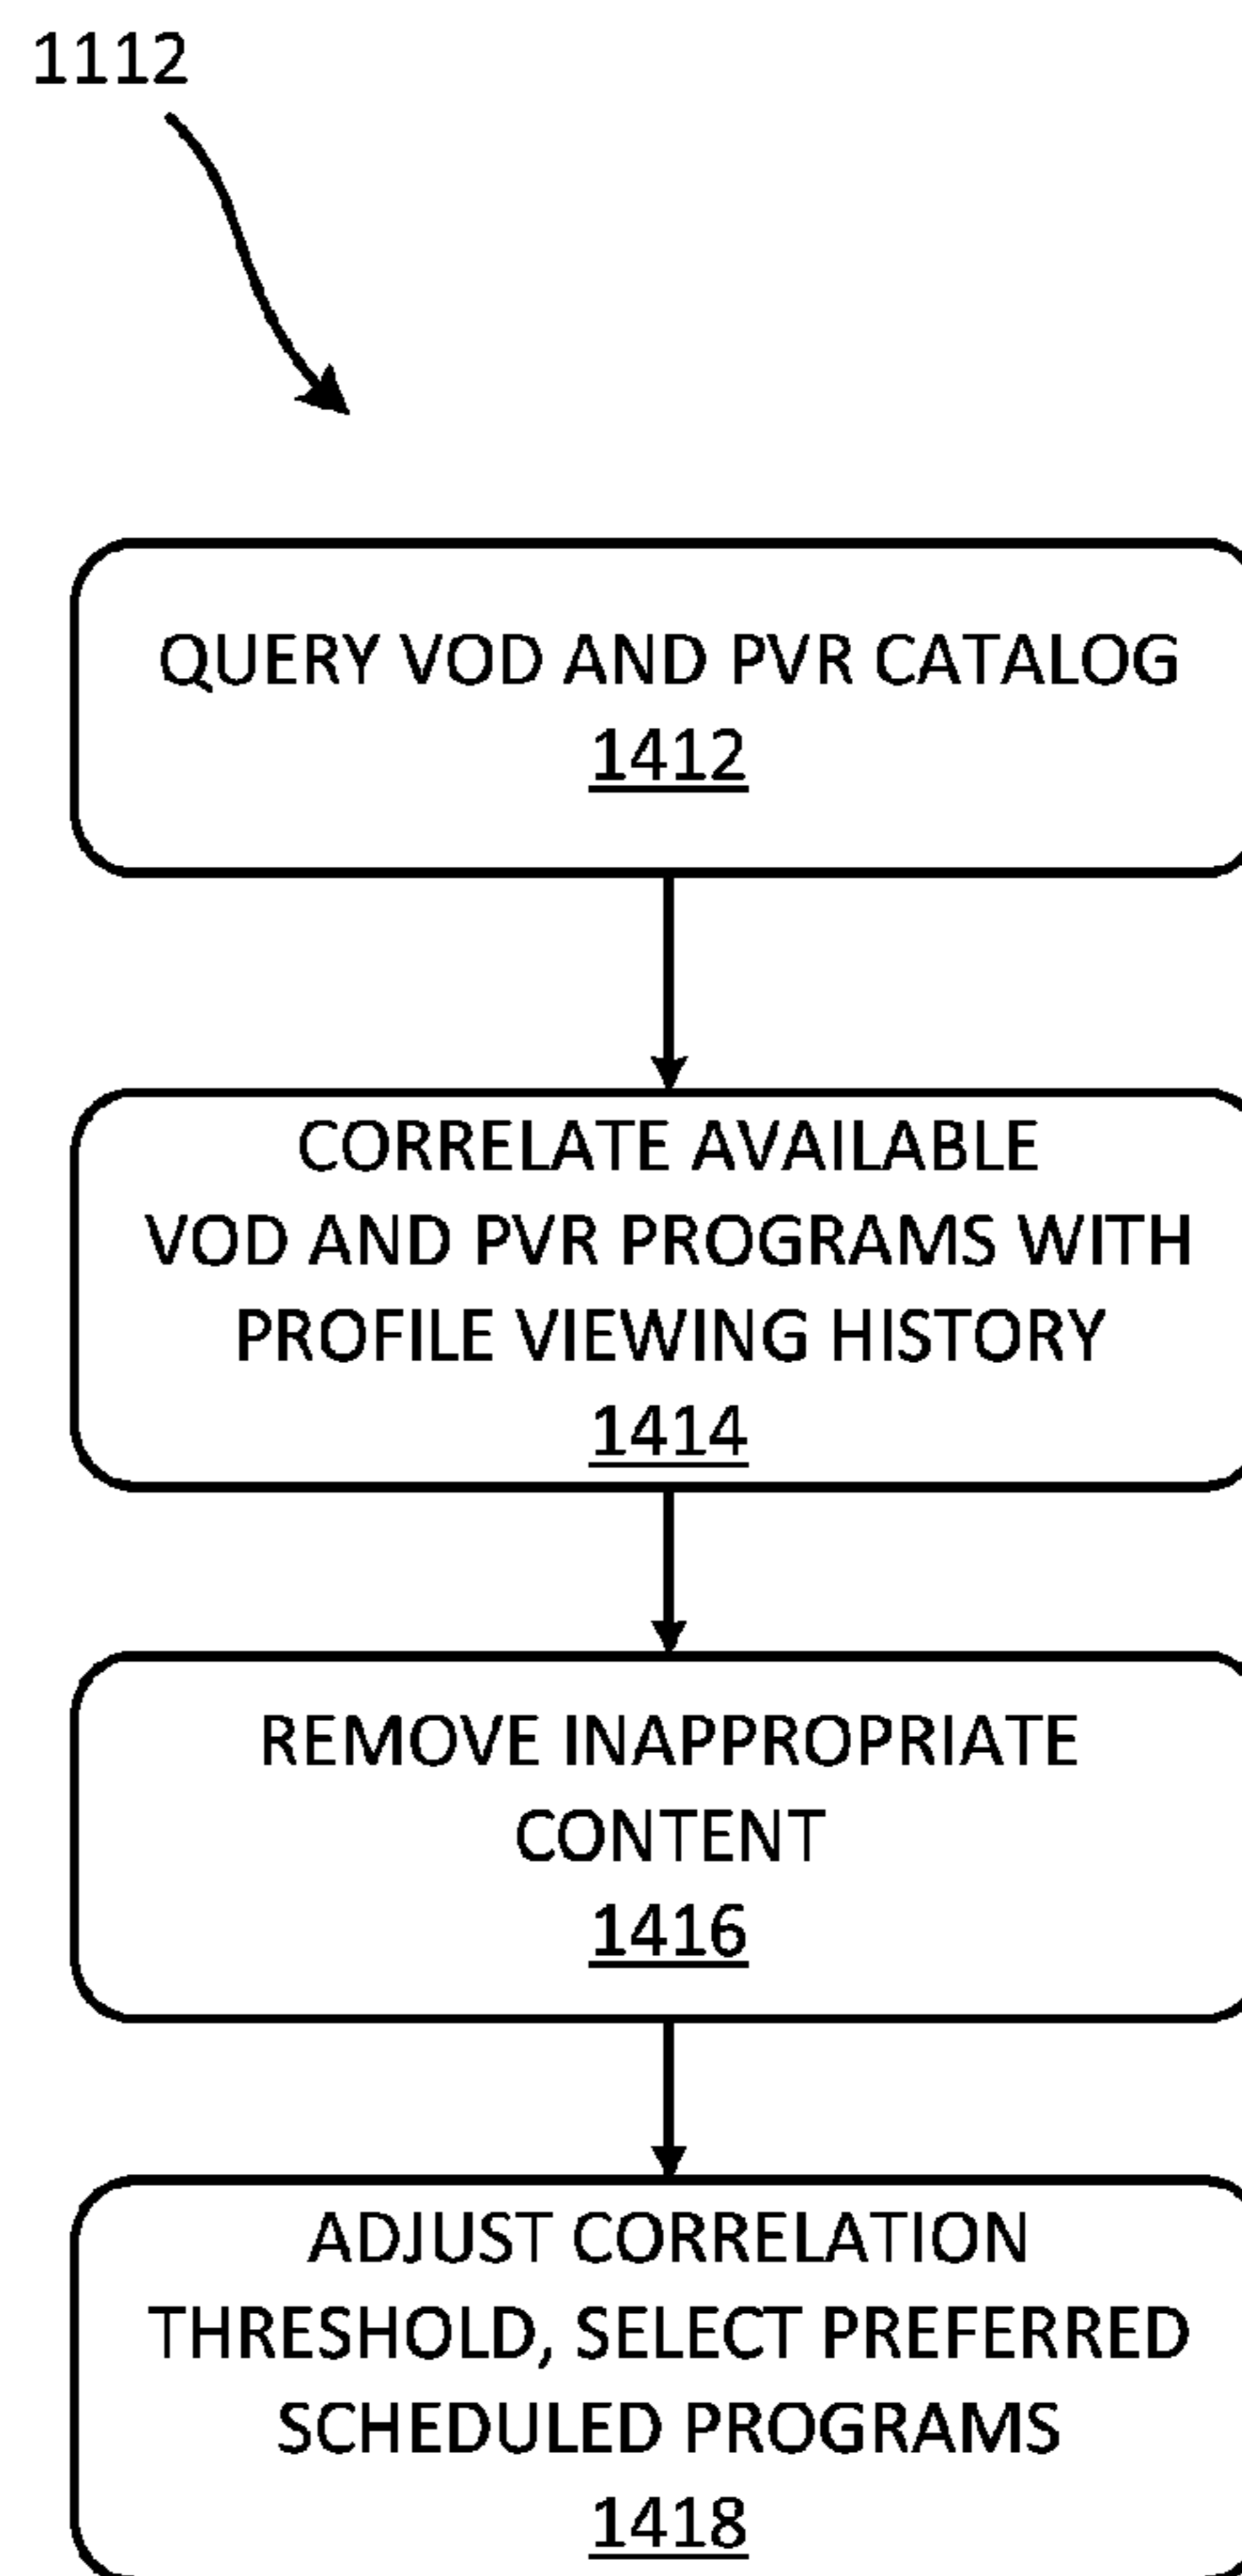 1112
QUERY VOD AND PVR CATALOG
1412
CORRELATE AVAILABLE
VOD AND PVR PROGRAMS WITH
PROFILE VIEWING HISTORY
1414
REMOVE INAPPROPRIATE
CONTENT
1416
ADJUST CORRELATION
THRESHOLD, SELECT PREFERRED
SCHEDULED PROGRAMS
1418